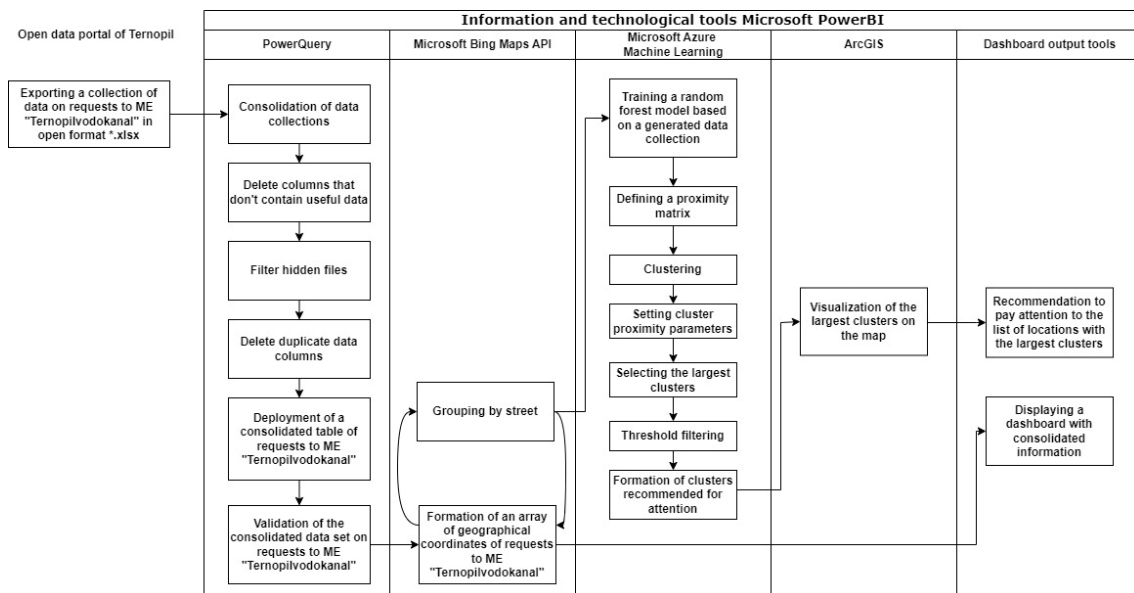 Information and technological tools Microsoft PowerBI
Open data portal of Ternopil
PowerQuery
Microsoft Bing Maps API
Microsoft Azure
Machine Learning
ArcGIS
Dashboard output tools
Exporting a collection of
data on requests to ME
"Ternopilvodokanal" in
open format *.xlsx
Consolidation of data
collections
Delete columns that
don't contain useful data
Filter hidden files
Delete duplicate data
columns
Deployment of a
consolidated table of
requests to ME
"Ternopilvodokanal"
Validation of the
consolidated data set on
requests to ME
"Ternopilvodokanal"
Grouping by street
Formation of an array
of geographical
coordinates of requests
to ME
"Ternopilvodokanal"
Training a random
forest model based
on a generated data
collection
Defining a proximity
matrix
Clustering
Setting cluster
proximity parameters
Selecting the largest
clusters
Threshold filtering
Formation of clusters
recommended for
attention
Visualization of the
largest clusters on
the map
Recommendation to
pay attention to the
list of locations with
the largest clusters
Displaying a
dashboard with
consolidated
information